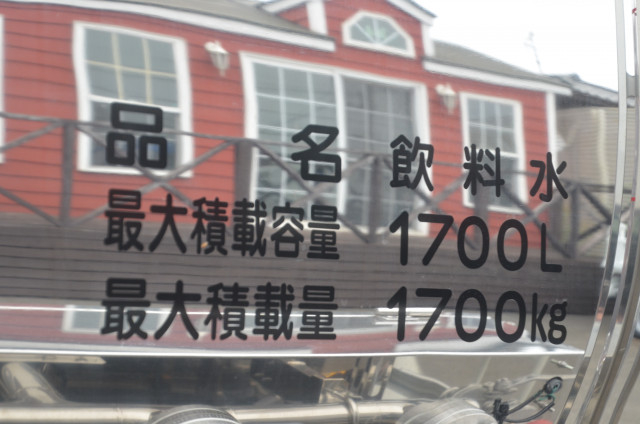 品名 飲料水
最大積載容量 1700L
最大積載量 1700kg